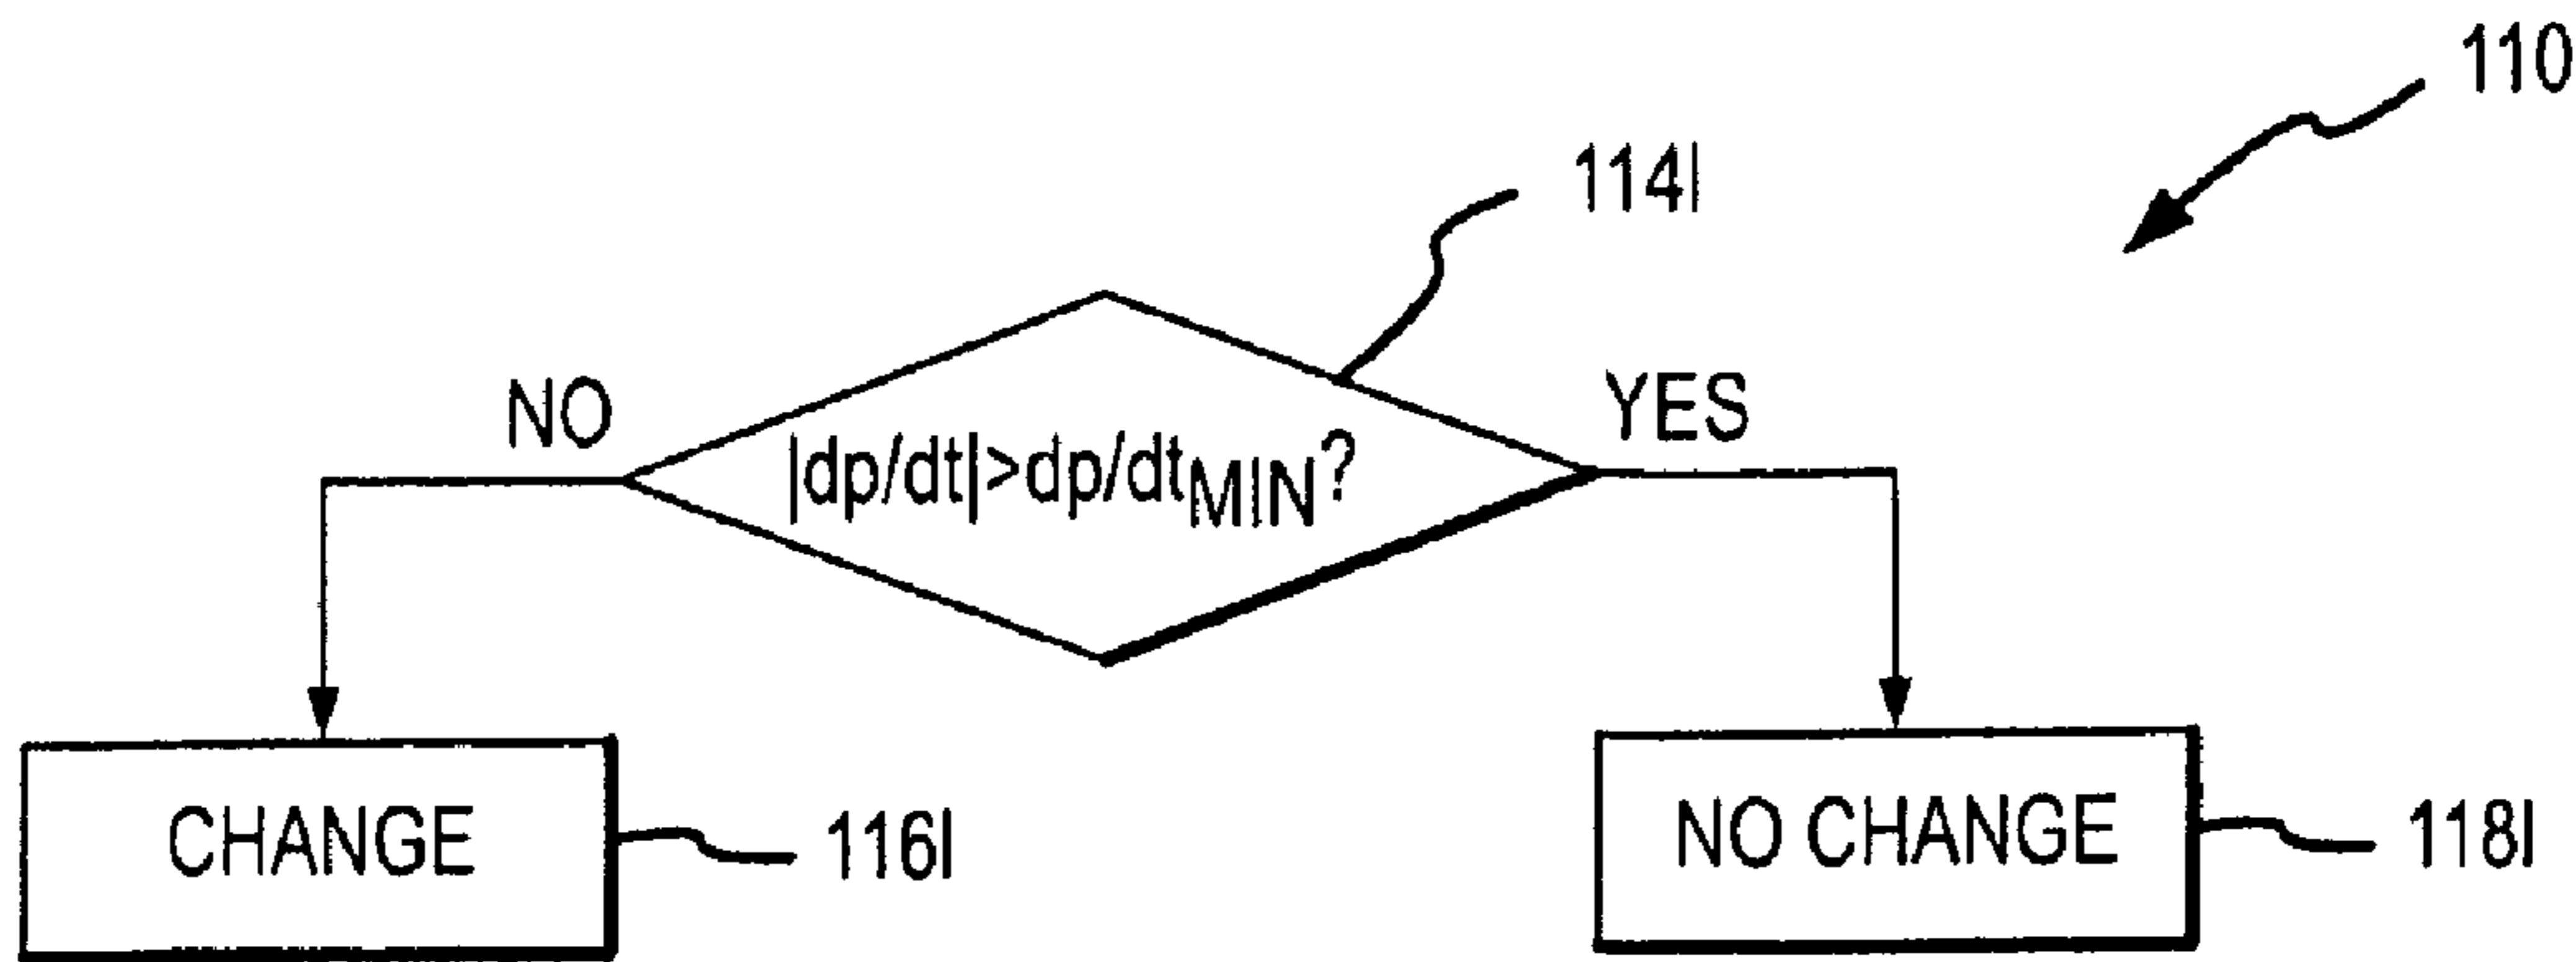 110
114I
NO
YES
|dp/dt|>dp/dtMIN?
CHANGE
116I
NO CHANGE
118I